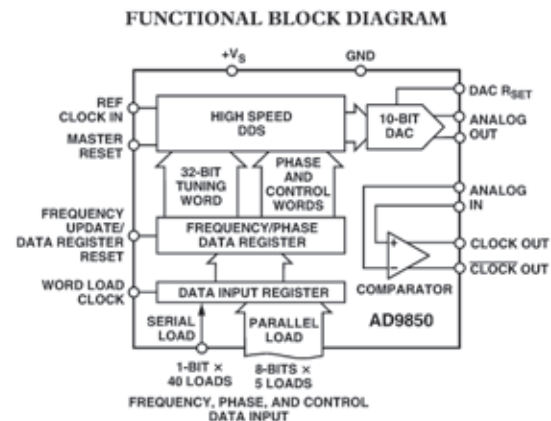 FUNCTIONAL BLOCK DIAGRAM
+VS
GND
REF
CLOCK IN
MASTER
RESET
HIGH SPEED
DDS
10-BIT
DAC
DAC RSET
ANALOG
OUT
32-BIT
TUNING
WORD
PHASE
AND
CONTROL
WORDS
ANALOG
IN
FREQUENCY
UPDATE/
DATA REGISTER
RESET
FREQUENCY/PHASE
DATA REGISTER
+
–
CLOCK OUT
CLOCK OUT
COMPARATOR
WORD LOAD
CLOCK
DATA INPUT REGISTER
SERIAL
LOAD
PARALLEL
LOAD
AD9850
1-BIT ×
40 LOADS
8-BITS ×
5 LOADS
FREQUENCY, PHASE, AND CONTROL
DATA INPUT